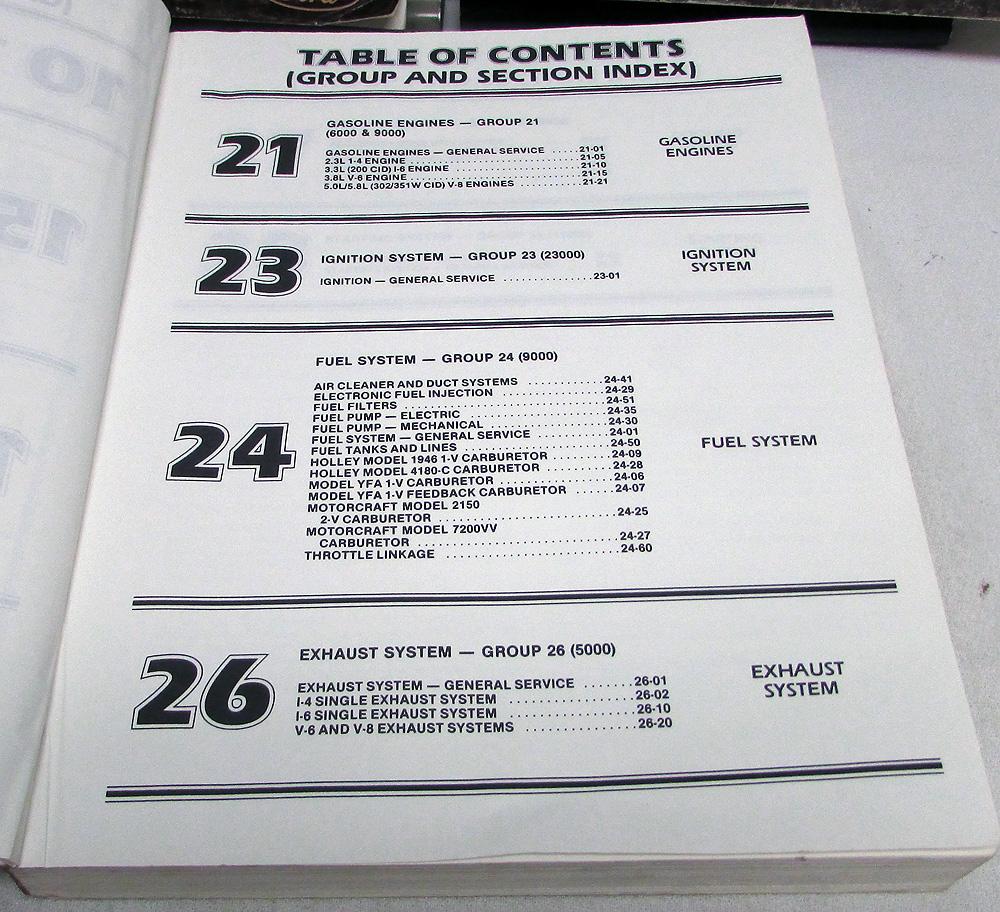 TABLE OF CONTENTS
(GROUP AND SECTION INDEX)
21
GASOLINE ENGINES — GROUP 21
(6000 & 9000)
GASOLINE ENGINES — GENERAL SERVICE ..... 21-01
2.3L 1-4 ENGINE .............................. 21-05
3.3L (200 CID) I-6 ENGINE ..................... 21-10
3.8L V-6 ENGINE .............................. 21-15
5.0L/5.8L (302/351W CID) V-8 ENGINES ........... 21-21
GASOLINE
ENGINES
23
IGNITION SYSTEM — GROUP 23 (23000)
IGNITION — GENERAL SERVICE .............. 23-01
IGNITION
SYSTEM
24
FUEL SYSTEM — GROUP 24 (9000)
AIR CLEANER AND DUCT SYSTEMS ........... 24-41
ELECTRONIC FUEL INJECTION ............... 24-29
FUEL FILTERS ............................... 24-51
FUEL PUMP — ELECTRIC ..................... 24-35
FUEL PUMP — MECHANICAL .................. 24-30
FUEL SYSTEM — GENERAL SERVICE .......... 24-01
FUEL TANKS AND LINES ..................... 24-50
HOLLEY MODEL 1946 1-V CARBURETOR ....... 24-09
HOLLEY MODEL 4180-C CARBURETOR ........ 24-28
MODEL YFA 1-V CARBURETOR ............... 24-06
MODEL YFA 1-V FEEDBACK CARBURETOR ...... 24-07
MOTORCRAFT MODEL 2150
2-V CARBURETOR .......................... 24-25
MOTORCRAFT MODEL 7200VV
CARBURETOR ............................. 24-27
THROTTLE LINKAGE ......................... 24-60
FUEL SYSTEM
26
EXHAUST SYSTEM — GROUP 26 (5000)
EXHAUST SYSTEM — GENERAL SERVICE ....... 26-01
I-4 SINGLE EXHAUST SYSTEM ................. 26-02
I-6 SINGLE EXHAUST SYSTEM ................ 26-10
V-6 AND V-8 EXHAUST SYSTEMS .............. 26-20
EXHAUST
SYSTEM